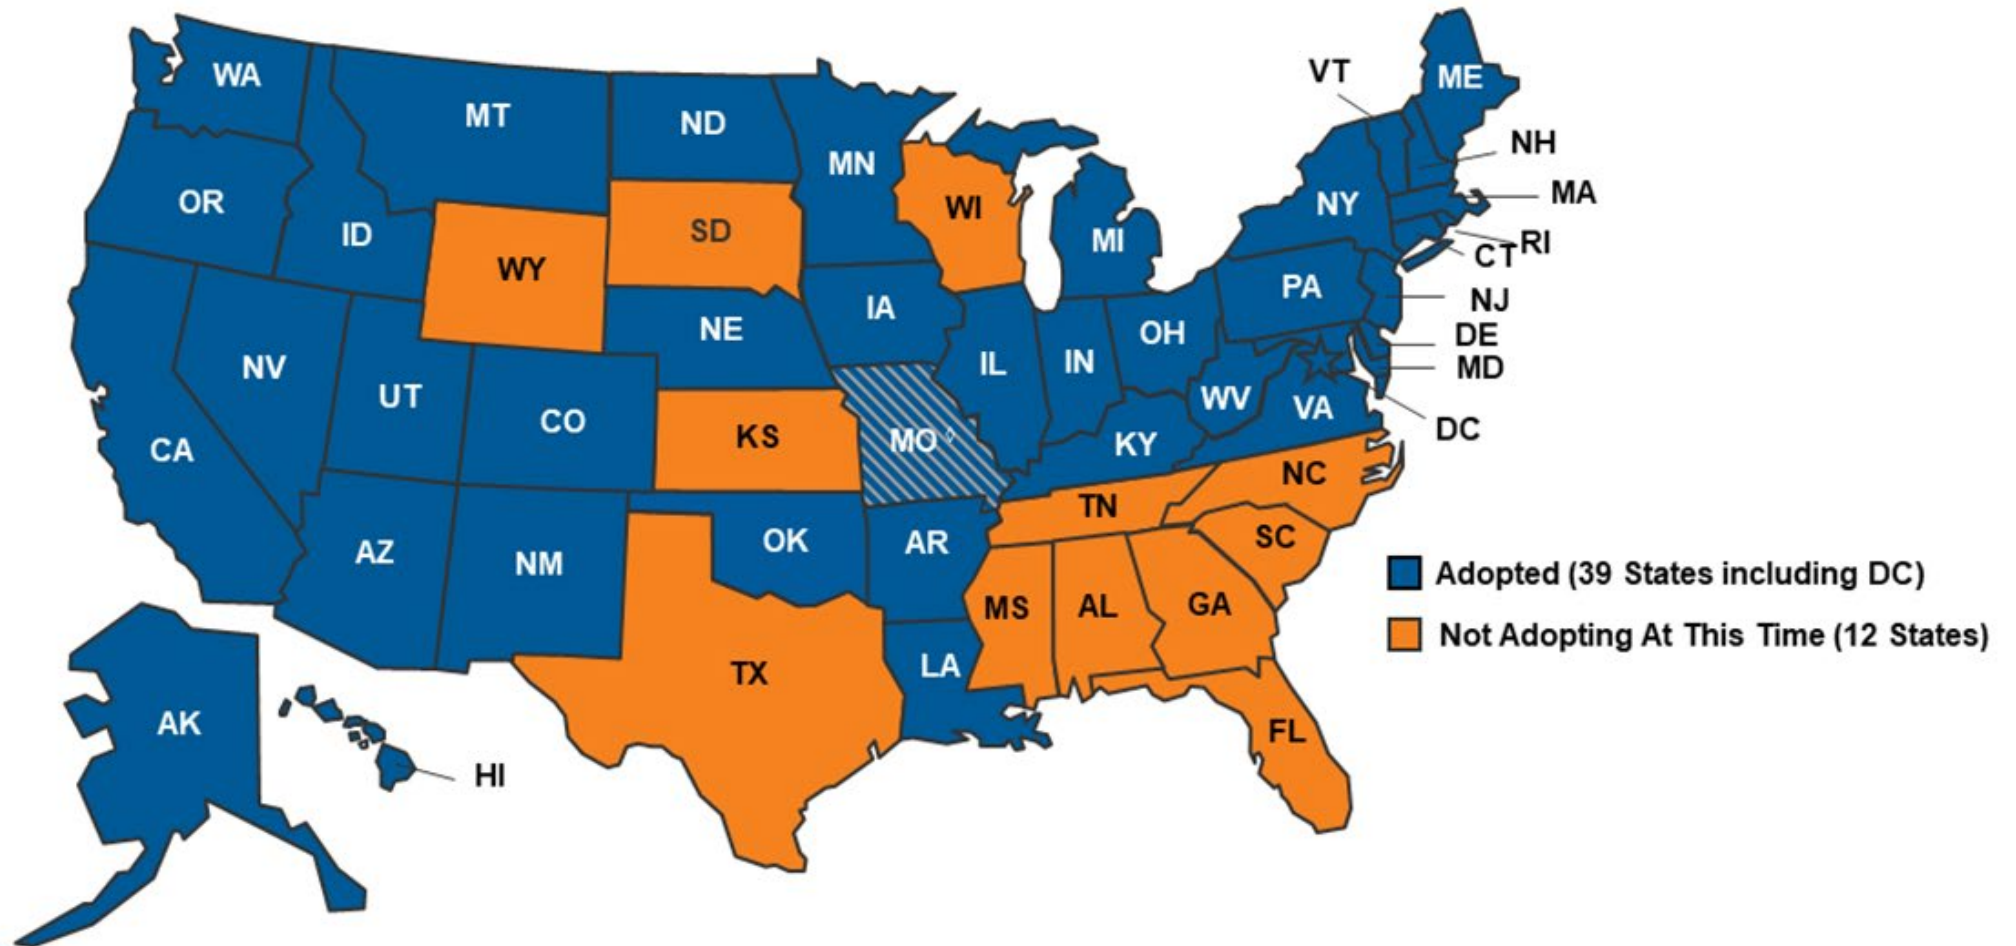 WA
MT
ND
MN
ME
VT
NH
MA
RI
CT
NJ
DE
MD
DC
OR
ID
WY
SD
WI
MI
NY
PA
NE
IA
IL
IN
OH
WV
VA
NV
UT
CO
KS
MO◊
KY
CA
AZ
NM
OK
AR
TN
NC
SC
MS
AL
GA
TX
LA
FL
AK
HI
Adopted (39 States including DC)
Not Adopting At This Time (12 States)